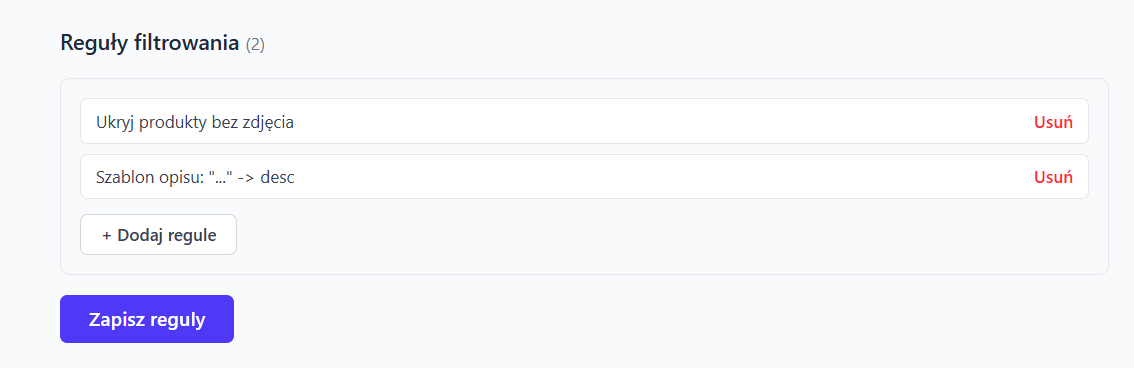 Reguły filtrowania (2)
Ukryj produkty bez zdjęcia Usuń
Szablon opisu: "..." -> desc Usuń
+ Dodaj regule
Zapisz reguly